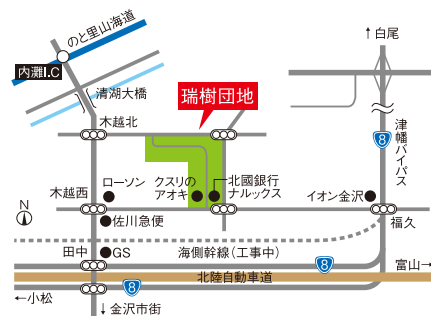 のと里山海道
↑白尾
内灘I.C
清湖大橋
瑞樹団地
木越北
8
津幡バイパス
木越西
ローソン
クスリの
アオキ
北國銀行
ナルックス
イオン金沢
N
佐川急便
福久
田中
GS
海側幹線(工事中)
8
富山→
北陸自動車道
←小松
8
↓金沢市街